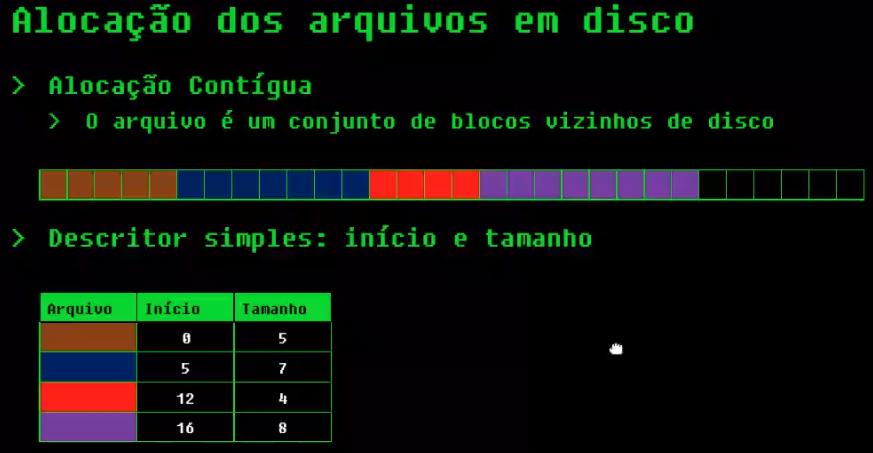 Alocação dos arquivos em disco
> Alocação Contígua
> O arquivo é um conjunto de blocos vizinhos de disco
> Descritor simples: início e tamanho
Arquivo Início Tamanho
0 5
5 7
12 4
16 8